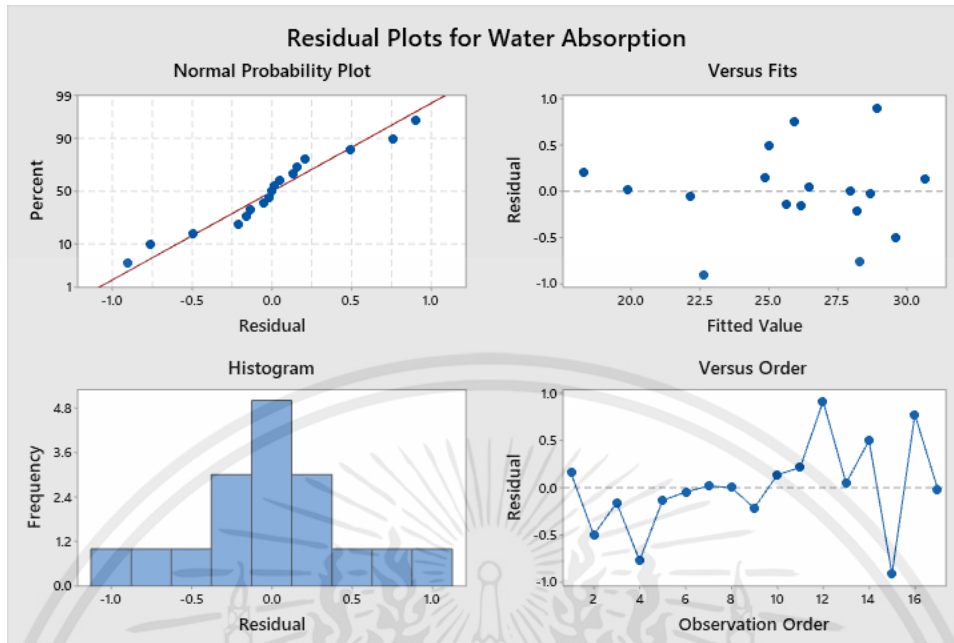 Residual Plots for Water Absorption
Normal Probability Plot
99
90
50
10
1
Percent
-1.0 -0.5 0.0 0.5 1.0
Residual
Versus Fits
1.0
0.5
0.0
-0.5
-1.0
Residual
20.0 22.5 25.0 27.5 30.0
Fitted Value
Histogram
4.8
3.6
2.4
1.2
0.0
Frequency
-1.0 -0.5 0.0 0.5 1.0
Residual
Versus Order
1.0
0.5
0.0
-0.5
-1.0
Residual
2 4 6 8 10 12 14 16
Observation Order